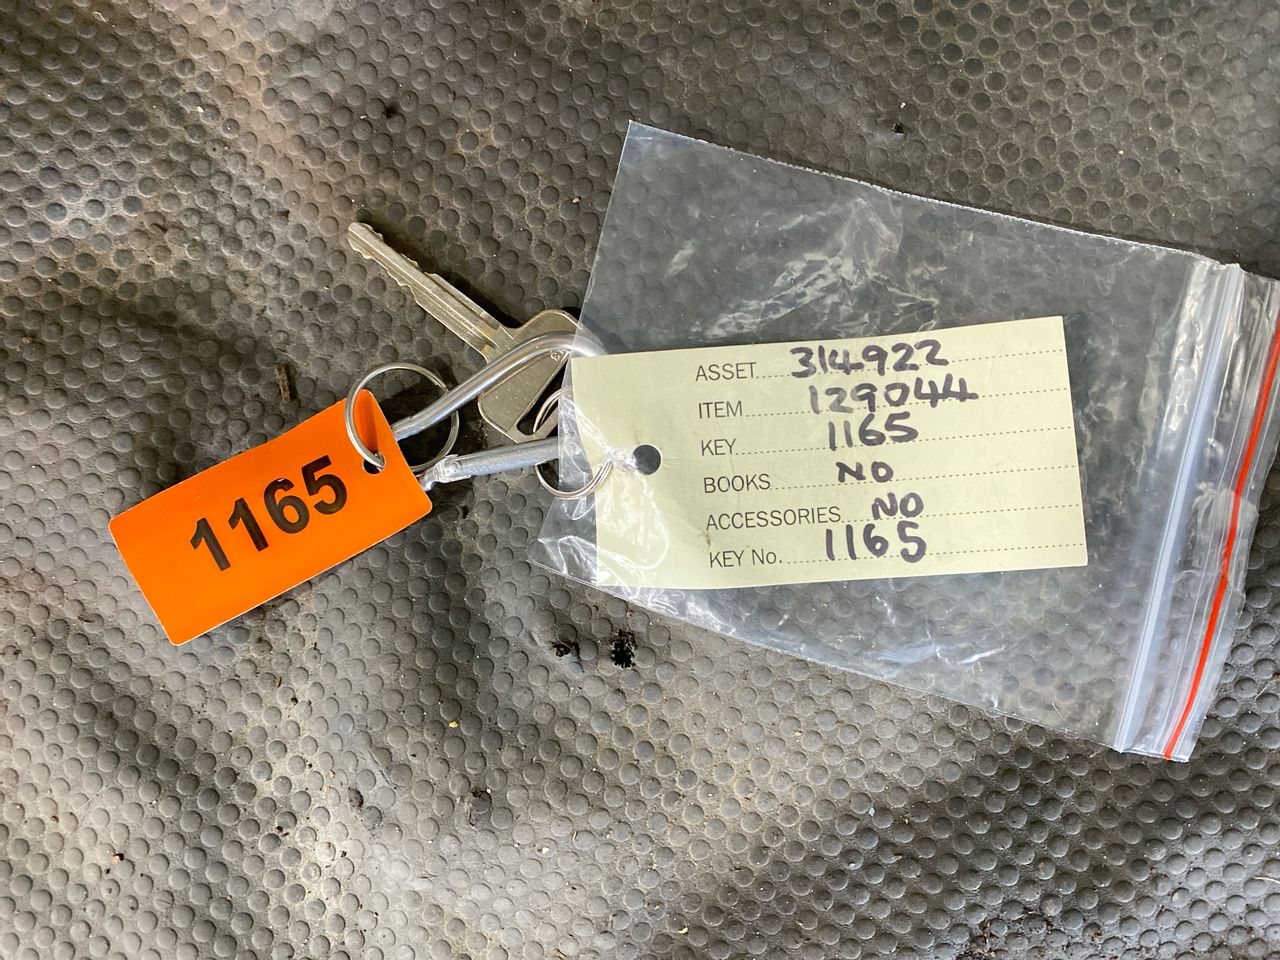 1165
ASSET 314922
ITEM 129044
KEY 1165
BOOKS NO
ACCESSORIES NO
KEY No. 1165